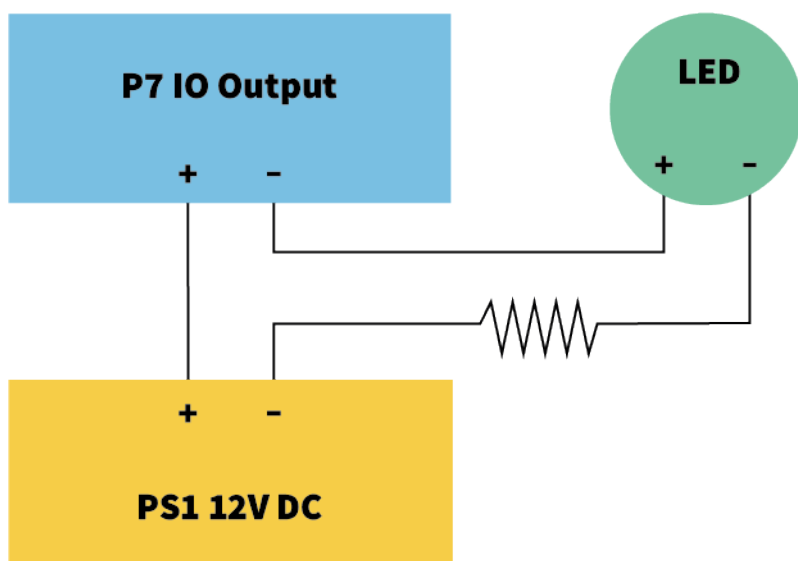 P7 IO Output
LED
+ –
+ –
+ –
PS1 12V DC